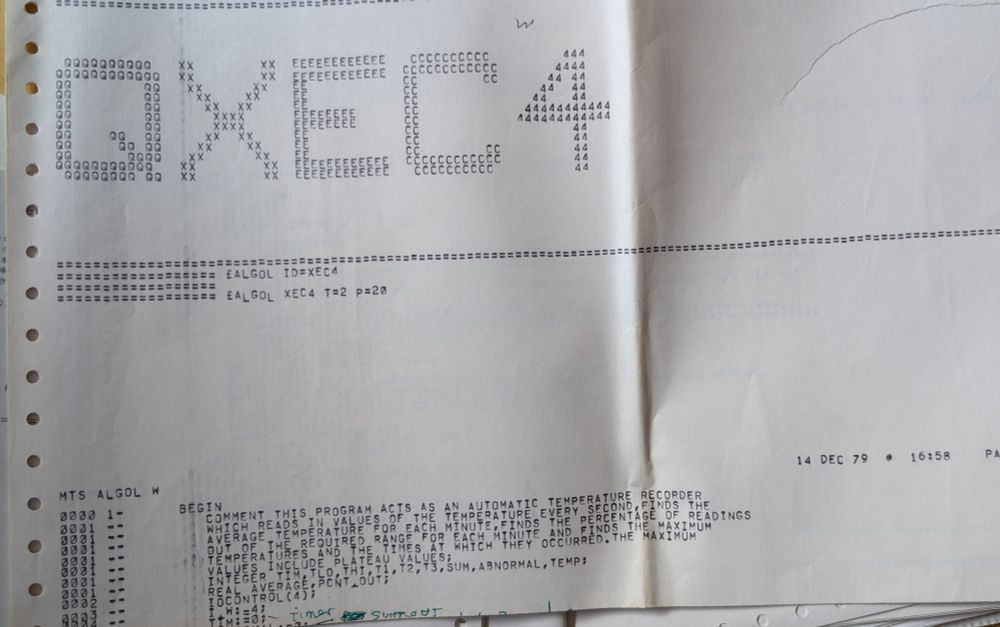 QXEC4
£ALGOL ID=XEC4
£ALGOL XEC4 T=2 P=20
14 DEC 79 @ 16:58 PA
MTS ALGOL W
0000 1- BEGIN
0001 -- COMMENT THIS PROGRAM ACTS AS AN AUTOMATIC TEMPERATURE RECORDER
0001 -- WHICH READS IN VALUES OF THE TEMPERATURE EVERY SECOND,FINDS THE
0001 -- AVERAGE TEMPERATURE FOR EACH MINUTE,FINDS THE PERCENTAGE OF READINGS
0001 -- OUT OF THE REQUIRED RANGE FOR EACH MINUTE AND FINDS THE MAXIMUM
0001 -- TEMPERATURES AND THE TIMES AT WHICH THEY OCCURRED.THE MAXIMUM
0001 -- VALUES INCLUDE PLATEAU VALUES;
0001 -- INTEGER TIM,TLO,THI,T1,T2,T3,SUM,ABNORMAL,TEMP;
0001 -- REAL AVERAGE,PCNT_OUT;
0002 -- IOCONTROL(4);
0003 -- I_W:=4;
TIM:=0; timer